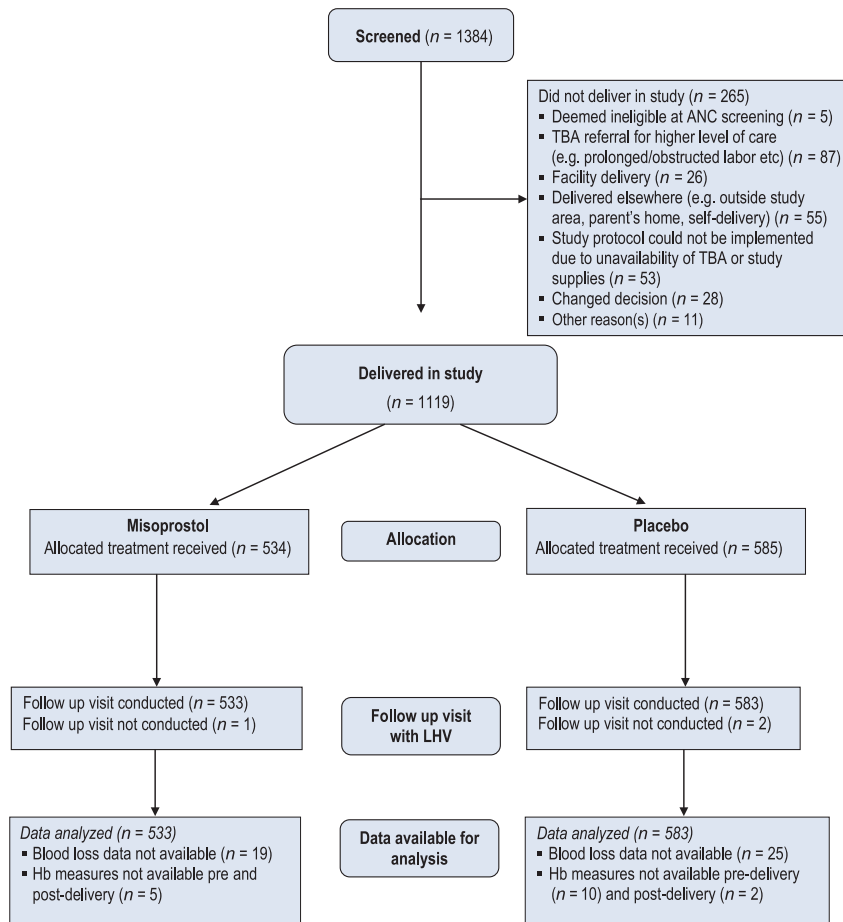 Screened (n = 1384)
Did not deliver in study (n = 265)
▪ Deemed ineligible at ANC screening (n = 5)
▪ TBA referral for higher level of care
(e.g. prolonged/obstructed labor etc) (n = 87)
▪ Facility delivery (n = 26)
▪ Delivered elsewhere (e.g. outside study
area, parent's home, self-delivery) (n = 55)
▪ Study protocol could not be implemented
due to unavailability of TBA or study
supplies (n = 53)
▪ Changed decision (n = 28)
▪ Other reason(s) (n = 11)
Delivered in study
(n = 1119)
Misoprostol
Allocated treatment received (n = 534)
Allocation
Placebo
Allocated treatment received (n = 585)
Follow up visit conducted (n = 533)
Follow up visit not conducted (n = 1)
Follow up visit
with LHV
Follow up visit conducted (n = 583)
Follow up visit not conducted (n = 2)
Data analyzed (n = 533)
▪ Blood loss data not available (n = 19)
▪ Hb measures not available pre and
post-delivery (n = 5)
Data available for
analysis
Data analyzed (n = 583)
▪ Blood loss data not available (n = 25)
▪ Hb measures not available pre-delivery
(n = 10) and post-delivery (n = 2)